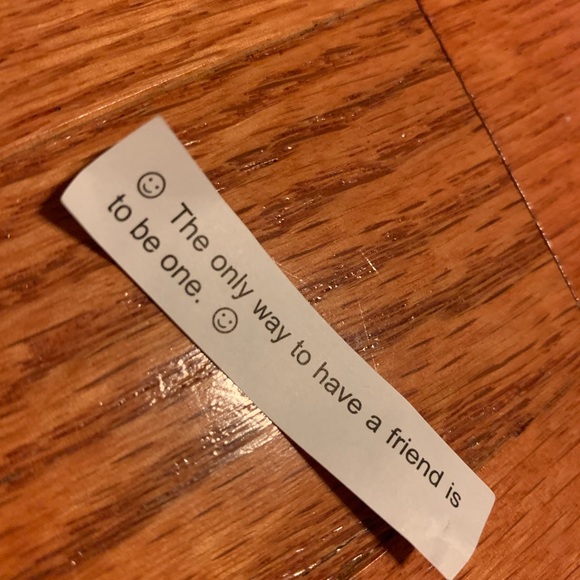 ☺ The only way to have a friend is
to be one. ☺